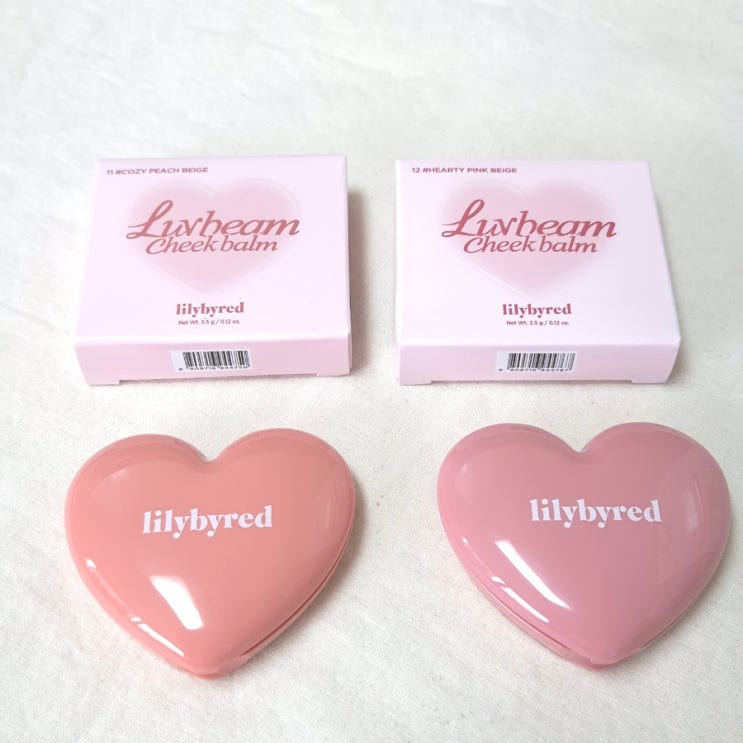 11 #COZY PEACH BEIGE
Luvbeam
Cheek balm
lilybyred
Net Wt. 3.5 g / 0.12 oz.
12 #HEARTY PINK BEIGE
Luvbeam
Cheek balm
lilybyred
Net Wt. 3.5 g / 0.12 oz.
lilybyred
lilybyred